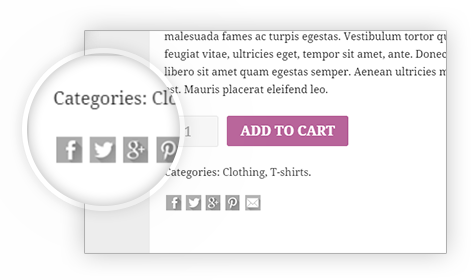 malesuada fames ac turpis egestas. Vestibulum tortor
feugiat vitae, ultricies eget, tempor sit amet, ante. Donec
libero sit amet quam egestas semper. Aenean ultricies m
est. Mauris placerat eleifend leo.
1
ADD TO CART
Categories: Clo
Categories: Clothing, T-shirts.